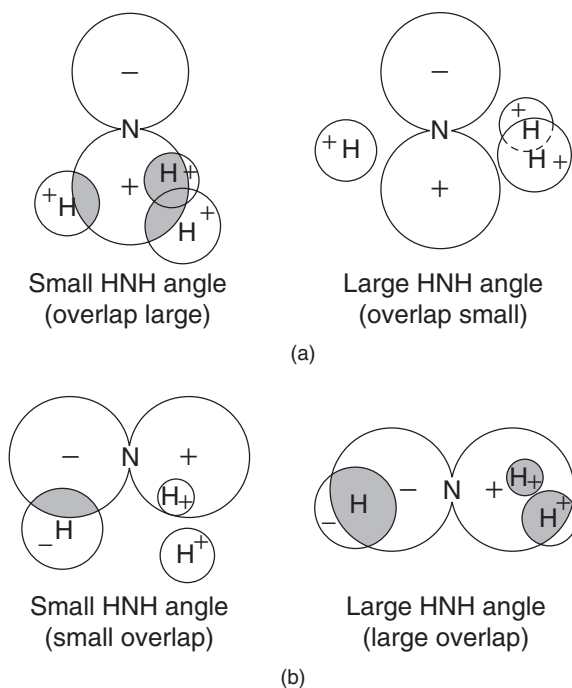 −
−
N
N
+
H
H
H
+
+
+
H
+
H
+
H
+
H
+
+
Small HNH angle
(overlap large)
Large HNH angle
(overlap small)
(a)
−
N
+
H
+
−
H
H
+
H
−
−
N
+
H
+
H
+
Small HNH angle
(small overlap)
Large HNH angle
(large overlap)
(b)